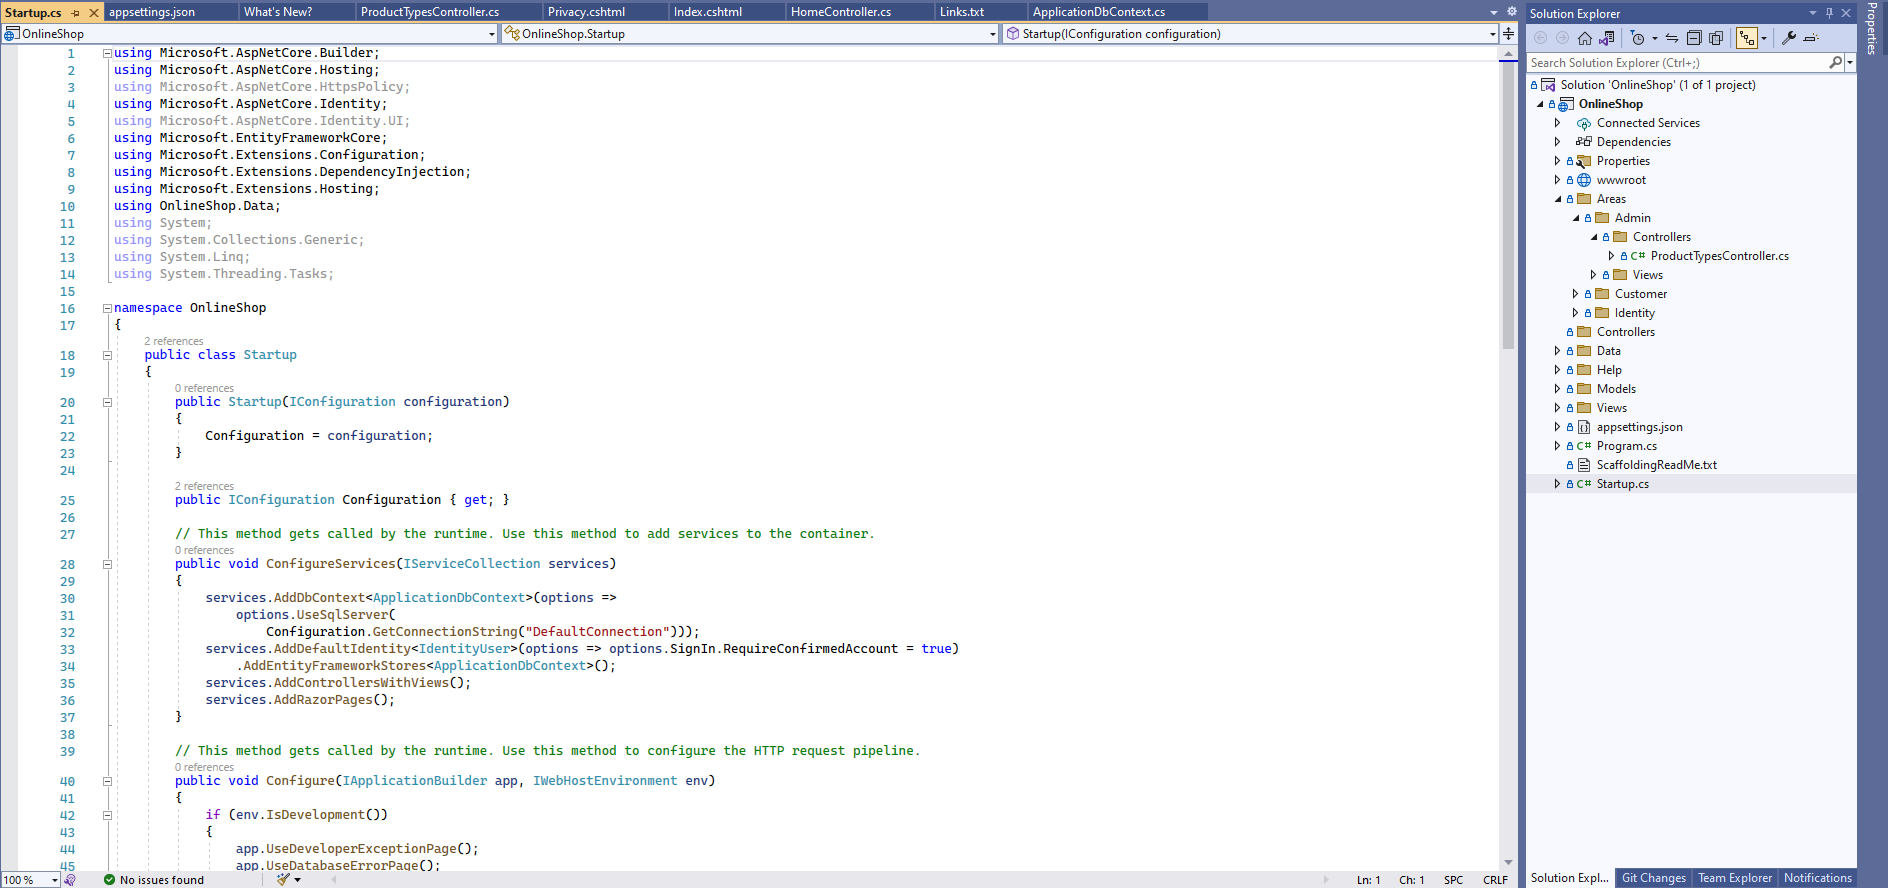 Startup.cs
appsettings.json
What's New?
ProductTypesController.cs
Privacy.cshtml
Index.cshtml
HomeController.cs
Links.txt
ApplicationDbContext.cs
OnlineShop
OnlineShop.Startup
Startup(IConfiguration configuration)
1 using Microsoft.AspNetCore.Builder;
2 using Microsoft.AspNetCore.Hosting;
3 using Microsoft.AspNetCore.HttpsPolicy;
4 using Microsoft.AspNetCore.Identity;
5 using Microsoft.AspNetCore.Identity.UI;
6 using Microsoft.EntityFrameworkCore;
7 using Microsoft.Extensions.Configuration;
8 using Microsoft.Extensions.DependencyInjection;
9 using Microsoft.Extensions.Hosting;
10 using OnlineShop.Data;
11 using System;
12 using System.Collections.Generic;
13 using System.Linq;
14 using System.Threading.Tasks;
15
16 namespace OnlineShop
17 {
2 references
18 public class Startup
19 {
0 references
20 public Startup(IConfiguration configuration)
21 {
22 Configuration = configuration;
23 }
24
2 references
25 public IConfiguration Configuration { get; }
26
27 // This method gets called by the runtime. Use this method to add services to the container.
0 references
28 public void ConfigureServices(IServiceCollection services)
29 {
30 services.AddDbContext<ApplicationDbContext>(options =>
31 options.UseSqlServer(
32 Configuration.GetConnectionString("DefaultConnection")));
33 services.AddDefaultIdentity<IdentityUser>(options => options.SignIn.RequireConfirmedAccount = true)
34 .AddEntityFrameworkStores<ApplicationDbContext>();
35 services.AddControllersWithViews();
36 services.AddRazorPages();
37 }
38
39 // This method gets called by the runtime. Use this method to configure the HTTP request pipeline.
0 references
40 public void Configure(IApplicationBuilder app, IWebHostEnvironment env)
41 {
42 if (env.IsDevelopment())
43 {
44 app.UseDeveloperExceptionPage();
45 app.UseDatabaseErrorPage();
100 %
No issues found
Ln: 1
Ch: 1
SPC
CRLF
Solution Explorer
Search Solution Explorer (Ctrl+;)
Solution 'OnlineShop' (1 of 1 project)
OnlineShop
Connected Services
Dependencies
Properties
wwwroot
Areas
Admin
Controllers
C# ProductTypesController.cs
Views
Customer
Identity
Controllers
Data
Help
Models
Views
appsettings.json
C# Program.cs
ScaffoldingReadMe.txt
C# Startup.cs
Solution Expl...
Git Changes
Team Explorer
Notifications
Properties